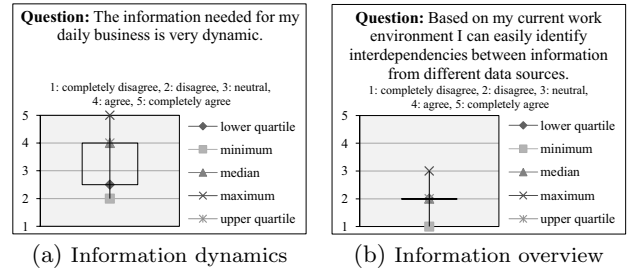 Question: The information needed for my
daily business is very dynamic.
1: completely disagree, 2: disagree, 3: neutral,
4: agree, 5: completely agree
5
4
3
2
1
lower quartile
minimum
median
maximum
upper quartile
(a) Information dynamics
Question: Based on my current work
environment I can easily identify
interdependencies between information
from different data sources.
1: completely disagree, 2: disagree, 3: neutral,
4: agree, 5: completely agree
5
4
3
2
1
lower quartile
minimum
median
maximum
upper quartile
(b) Information overview